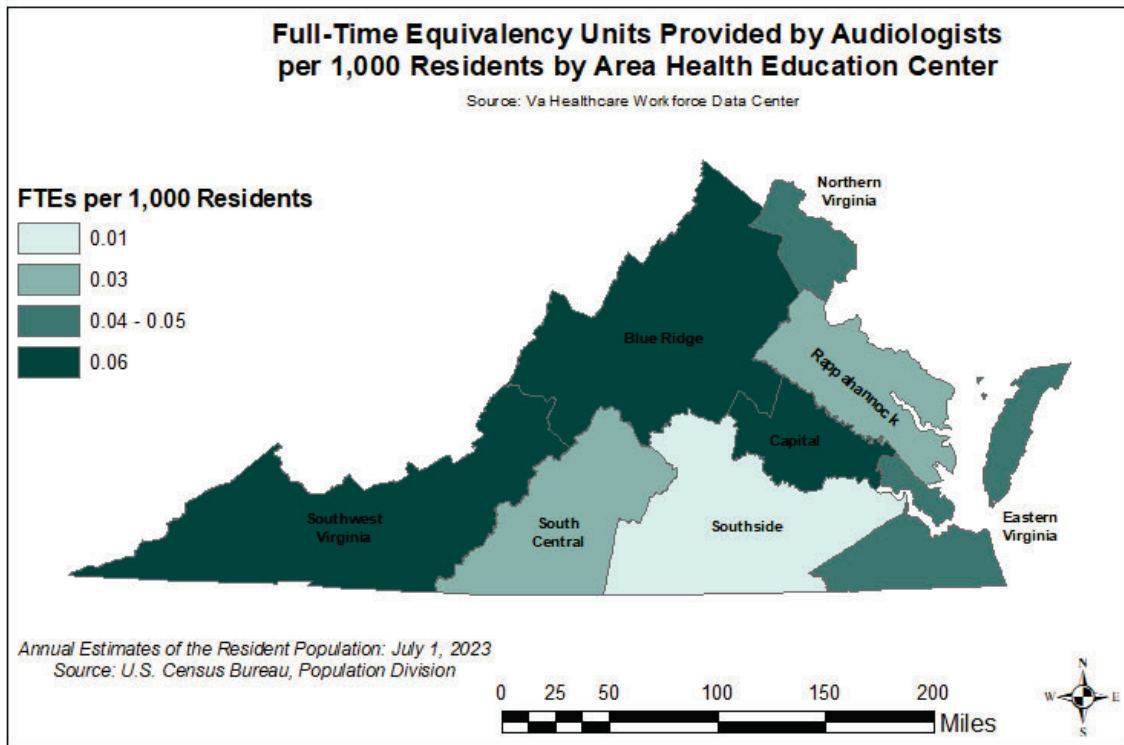 Full-Time Equivalency Units Provided by Audiologists
per 1,000 Residents by Area Health Education Center
Source: Va Healthcare Workforce Data Center
FTEs per 1,000 Residents
0.01
0.03
0.04 - 0.05
0.06
Northern
Virginia
Blue Ridge
Rappahannock
Capital
Southwest
Virginia
South
Central
Southside
Eastern
Virginia
Annual Estimates of the Resident Population: July 1, 2023
Source: U.S. Census Bureau, Population Division
0 25 50 100 150 200
Miles
N
W E
S